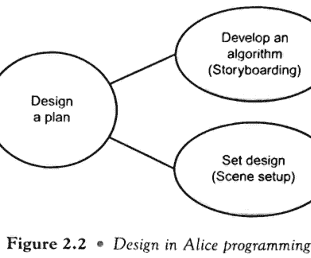 Design
a plan
Develop an
algorithm
(Storyboarding)
Set design
(Scene setup)
Figure 2.2 • Design in Alice programming